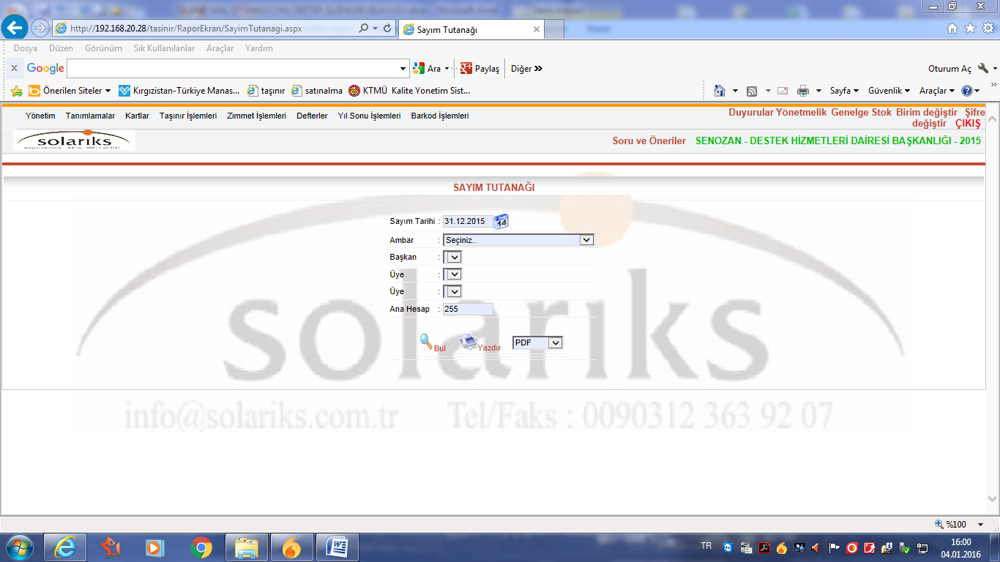 http://192.168.20.28/tasinir/RaporEkran/SayimTutanagi.aspx
Sayım Tutanağı
Dosya Düzen Görünüm Sık Kullanılanlar Araçlar Yardım
x Google Ara Paylaş Diğer Oturum Aç
Önerilen Siteler Kırgızistan-Türkiye Manas... taşınır satınalma KTMÜ Kalite Yonetim Sist... Sayfa Güvenlik Araçlar
Yönetim Tanımlamalar Kartlar Taşınır İşlemleri Zimmet İşlemleri Defterler Yıl Sonu İşlemleri Barkod İşlemleri
Duyurular Yönetmelik Genelge Stok Birim değiştir Şifre
değiştir ÇIKIŞ
solarıks
Soru ve Öneriler SENOZAN - DESTEK HİZMETLERİ DAİRESİ BAŞKANLIĞI - 2015
SAYIM TUTANAĞI
Sayım Tarihi : 31.12.2015
Ambar : Seçiniz..
Başkan :
Üye :
Üye :
Ana Hesap : 255
Bul Yazdır PDF
solarıks
info@solariks.com.tr Tel/Faks : 0090312 363 92 07
%100
TR 16:00
04.01.2016